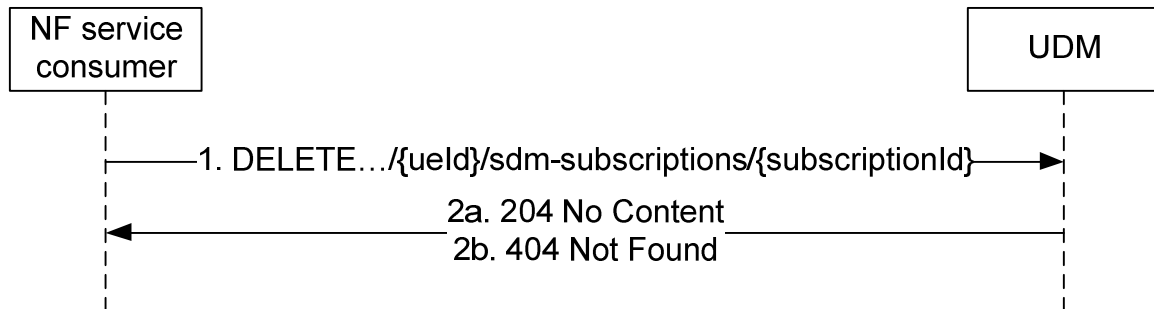 NF service
consumer
UDM
1. DELETE…/{ueId}/sdm-subscriptions/{subscriptionId}
2a. 204 No Content
2b. 404 Not Found